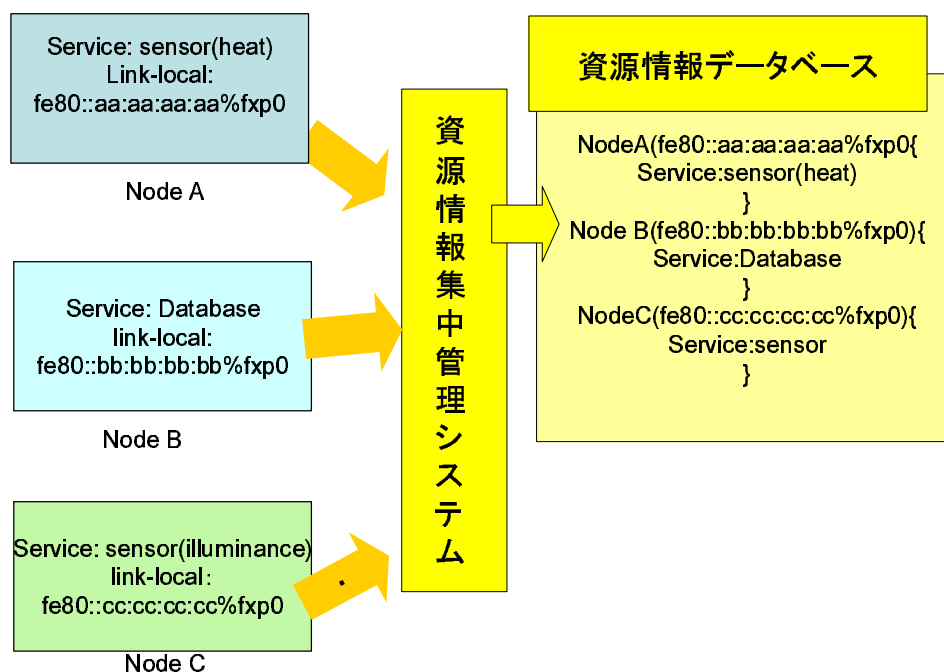 Service: sensor(heat)
Link-local:
fe80::aa:aa:aa:aa%fxp0
Node A
Service: Database
link-local:
fe80::bb:bb:bb:bb%fxp0
Node B
Service: sensor(illuminance)
link-local:
fe80::cc:cc:cc:cc%fxp0
Node C
資源情報集中管理システム
資源情報データベース
NodeA(fe80::aa:aa:aa:aa%fxp0{
Service:sensor(heat)
}
Node B(fe80::bb:bb:bb:bb%fxp0){
Service:Database
}
NodeC(fe80::cc:cc:cc:cc%fxp0){
Service:sensor
}